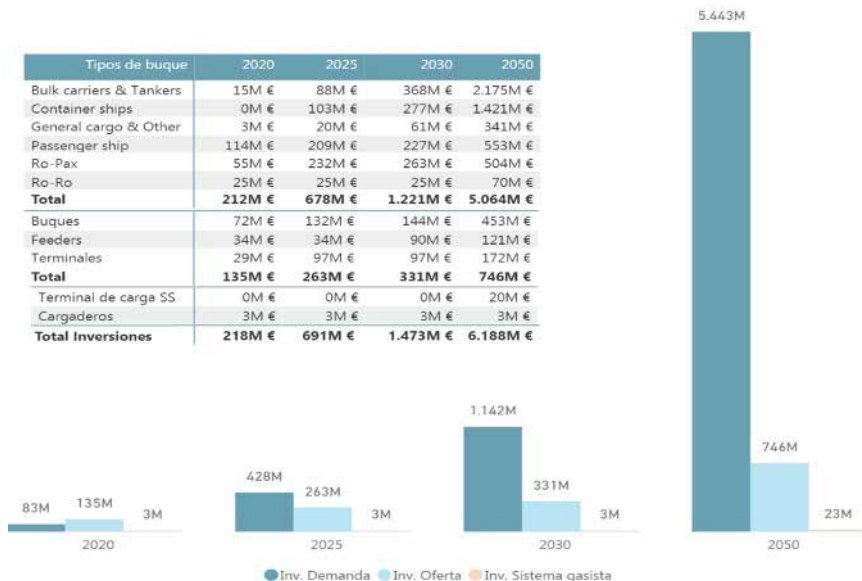 5.443M
Tipos de buque 2020 2025 2030 2050
Bulk carriers & Tankers 15M € 88M € 368M € 2.175M €
Container ships 0M € 103M € 277M € 1.421M €
General cargo & Other 3M € 20M € 61M € 341M €
Passenger ship 114M € 209M € 227M € 553M €
Ro-Pax 55M € 232M € 263M € 504M €
Ro-Ro 25M € 25M € 25M € 70M €
Total 212M € 678M € 1.221M € 5.064M €
Buques 72M € 132M € 144M € 453M €
Feeders 34M € 34M € 90M € 121M €
Terminales 29M € 97M € 97M € 172M €
Total 135M € 263M € 331M € 746M €
Terminal de carga SS 0M € 0M € 0M € 20M €
Cargaderos 3M € 3M € 3M € 3M €
Total Inversiones 218M € 691M € 1.473M € 6.188M €
83M 135M 3M
428M 263M 3M
1.142M 331M 3M
746M 23M
2020 2025 2030 2050
Inv. Demanda Inv. Oferta Inv. Sistema gasista